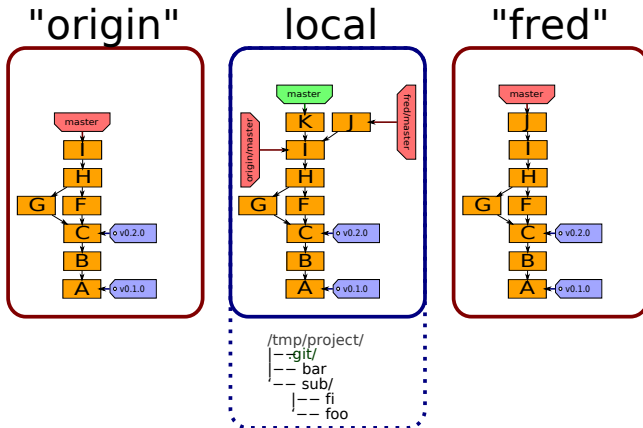 "origin"
local
"fred"
master
I
H
G
F
C
v0.2.0
B
A
v0.1.0
master
K
J
fred/master
origin/master
I
H
G
F
C
v0.2.0
B
A
v0.1.0
master
J
I
H
G
F
C
v0.2.0
B
A
v0.1.0
/tmp/project/
|−−.git/
|−− bar
'−− sub/
|−− fi
'−− foo